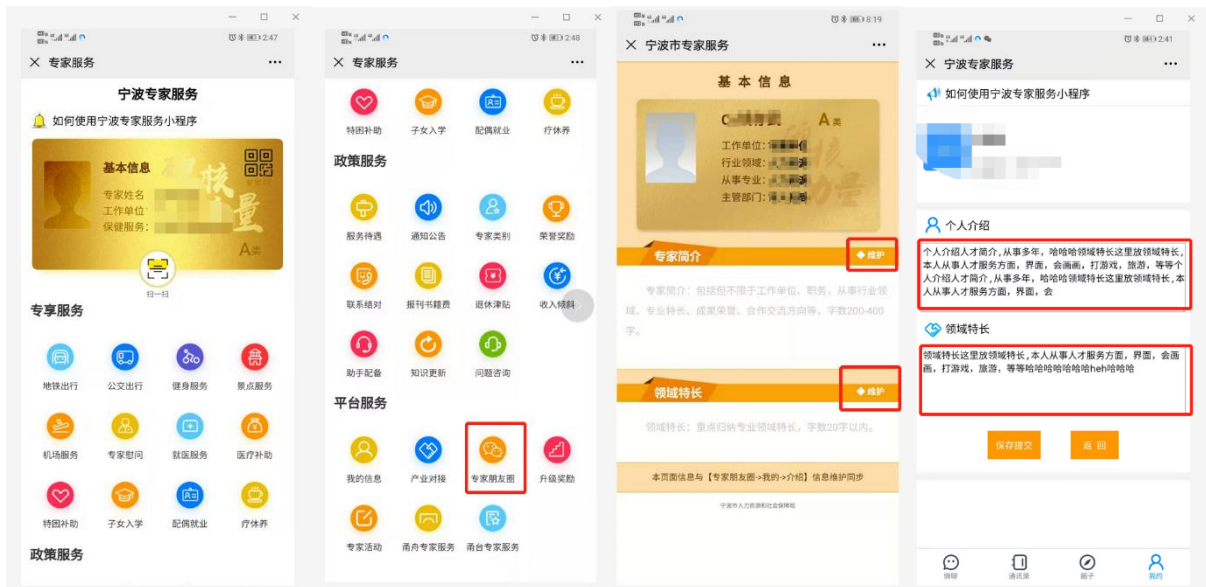 2:47
× 专家服务
宁波专家服务
如何使用宁波专家服务小程序
基本信息
专家姓名
工作单位:
保健服务:
A类
扫一扫
专享服务
地铁出行 公交出行 健身服务 景点服务
机场服务 专家慰问 就医服务 医疗补助
特困补助 子女入学 配偶就业 疗休养
政策服务
2:48
× 专家服务
特困补助 子女入学 配偶就业 疗休养
政策服务
服务待遇 通知公告 专家类别 荣誉奖励
联系结对 报刊书籍费 退休津贴 收入倾斜
助手配备 知识更新 问题咨询
平台服务
我的信息 产业对接 专家朋友圈 升级奖励
专家活动 甬舟专家服务 甬台专家服务
8:19
× 宁波市专家服务
基本信息
A类
工作单位:
行业领域:
从事专业:
主管部门:
专家简介
维护
专家简介:包括但不限于工作单位、职务,从事行业领
域、专业特长、成果荣誉、合作交流方向等,字数200-400
字。
领域特长
维护
领域特长:重点归纳专业领域特长,字数20字以内。
本页面信息与【专家朋友圈->我的->介绍】信息维护同步
宁波市人力资源和社会保障局
2:41
× 宁波专家服务
如何使用宁波专家服务小程序
个人介绍
个人介绍人才简介,从事多年,哈哈哈领域特长这里放领域特长,
本人从事人才服务方面,界面,会画画,打游戏,旅游,等等个
人介绍人才简介,从事多年,哈哈哈领域特长这里放领域特长,本
人从事人才服务方面,界面,会
领域特长
领域特长这里放领域特长,本人从事人才服务方面,界面,会画
画,打游戏,旅游,等等哈哈哈哈哈哈哈heh哈哈哈
保存提交 返 回
微聊 通讯录 圈子 我的